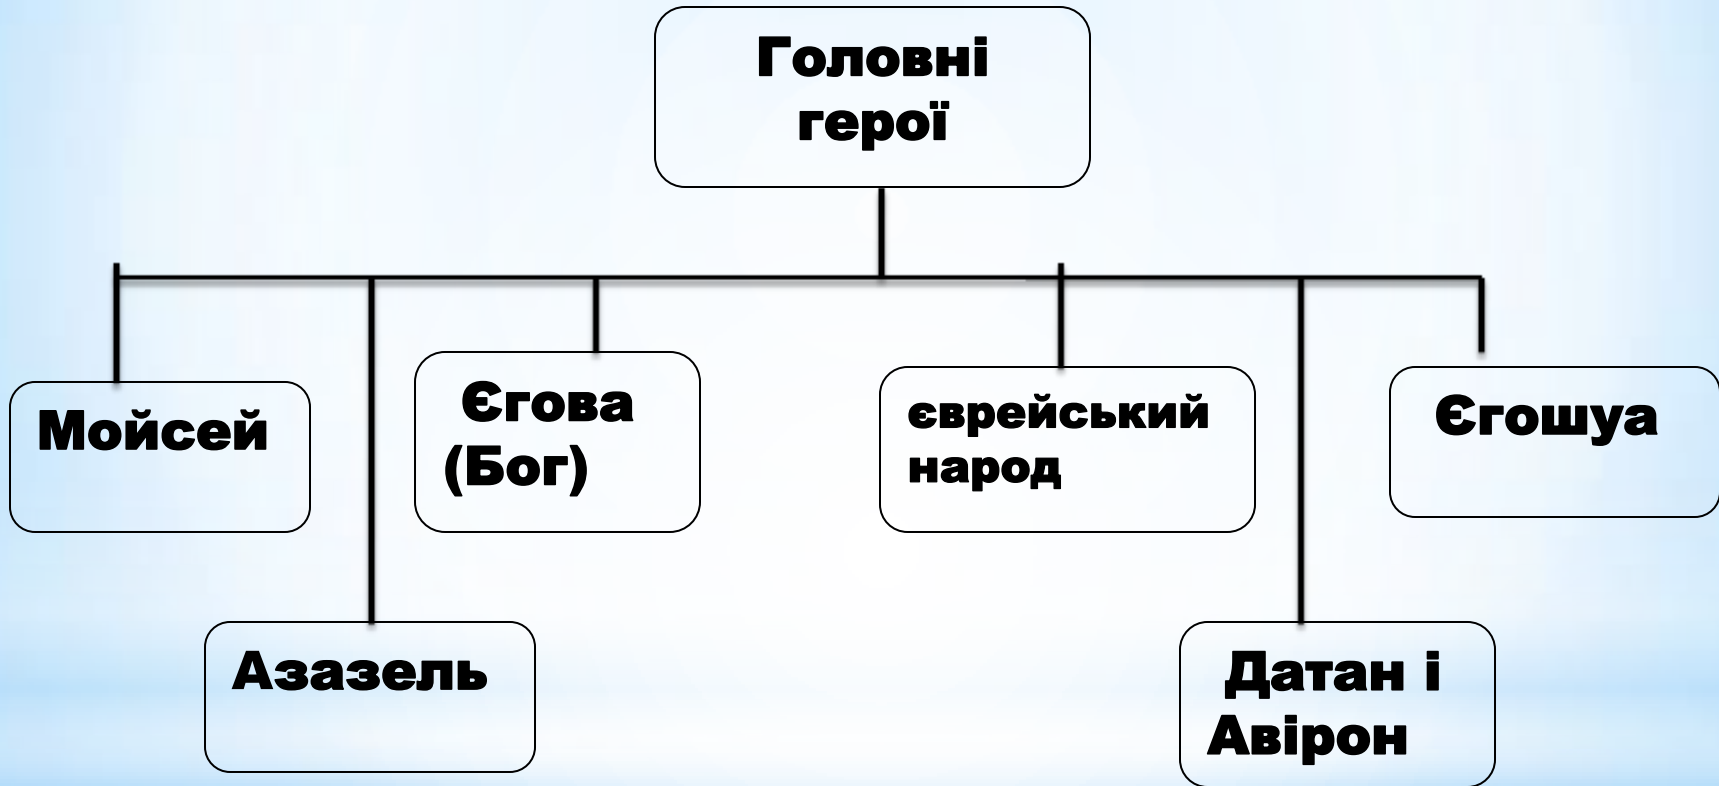 Головні
герої
Мойсей
Єгова
(Бог)
єврейський
народ
Єгошуа
Азазель
Датан і
Авірон